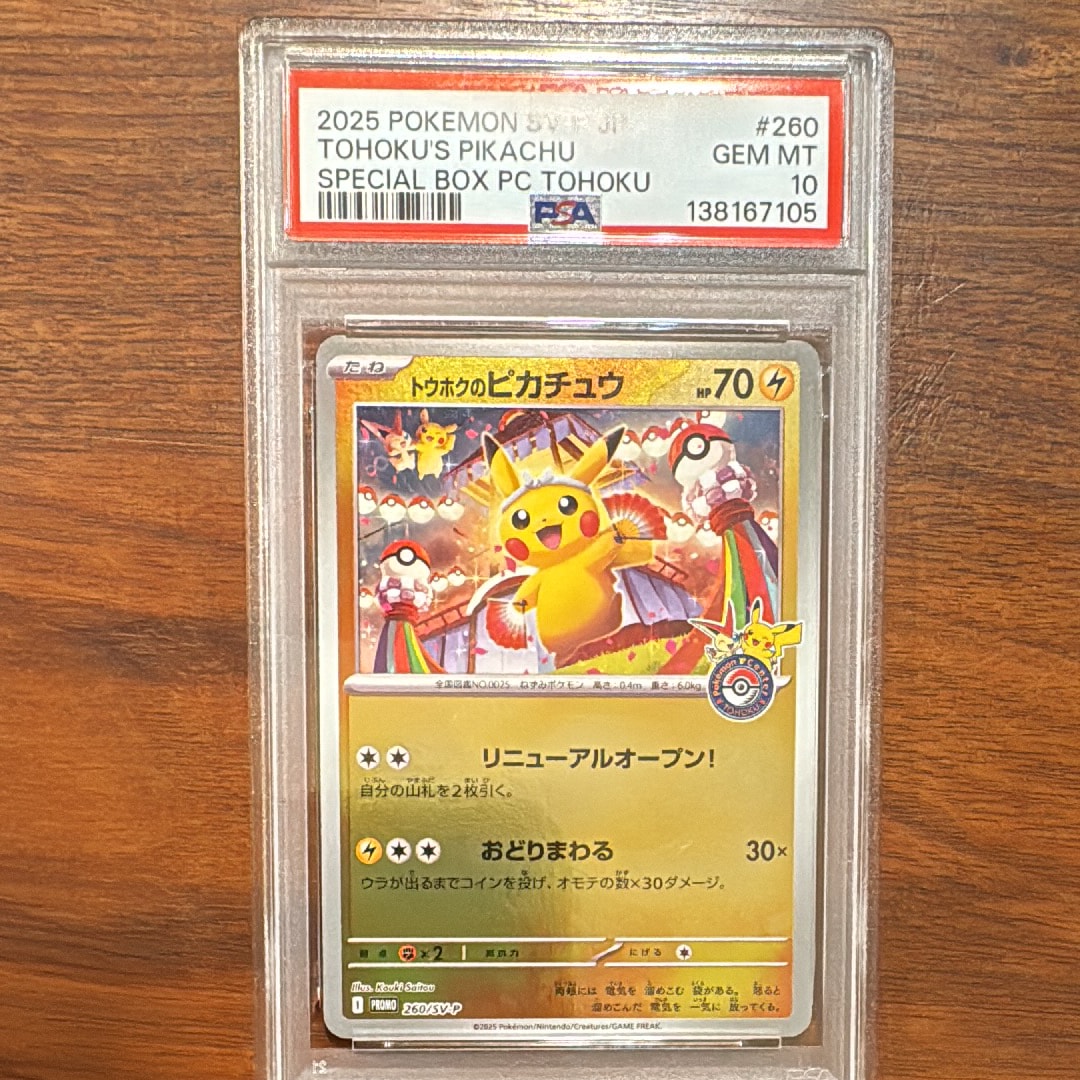 2025 POKEMON SV-P JP
#260
TOHOKU'S PIKACHU
GEM MT
SPECIAL BOX PC TOHOKU
10
PSA
138167105
たね
トウホクのピカチュウ
HP70
Pokémon Center
TOHOKU
全国図鑑NO.0025 ねずみポケモン 高さ:0.4m 重さ:6.0kg
リニューアルオープン!
自分の山札を2枚引く。
おどりまわる 30×
ウラが出るまでコインを投げ、オモテの数×30ダメージ。
弱点 ×2 抵抗力 にげる
Illus. Kouki Saitou
両頬には 電気を 溜めこむ 袋がある。 怒ると
溜めこんだ 電気を 一気に 放ってくる。
I PROMO 260/SV-P
©2025 Pokémon/Nintendo/Creatures/GAME FREAK.